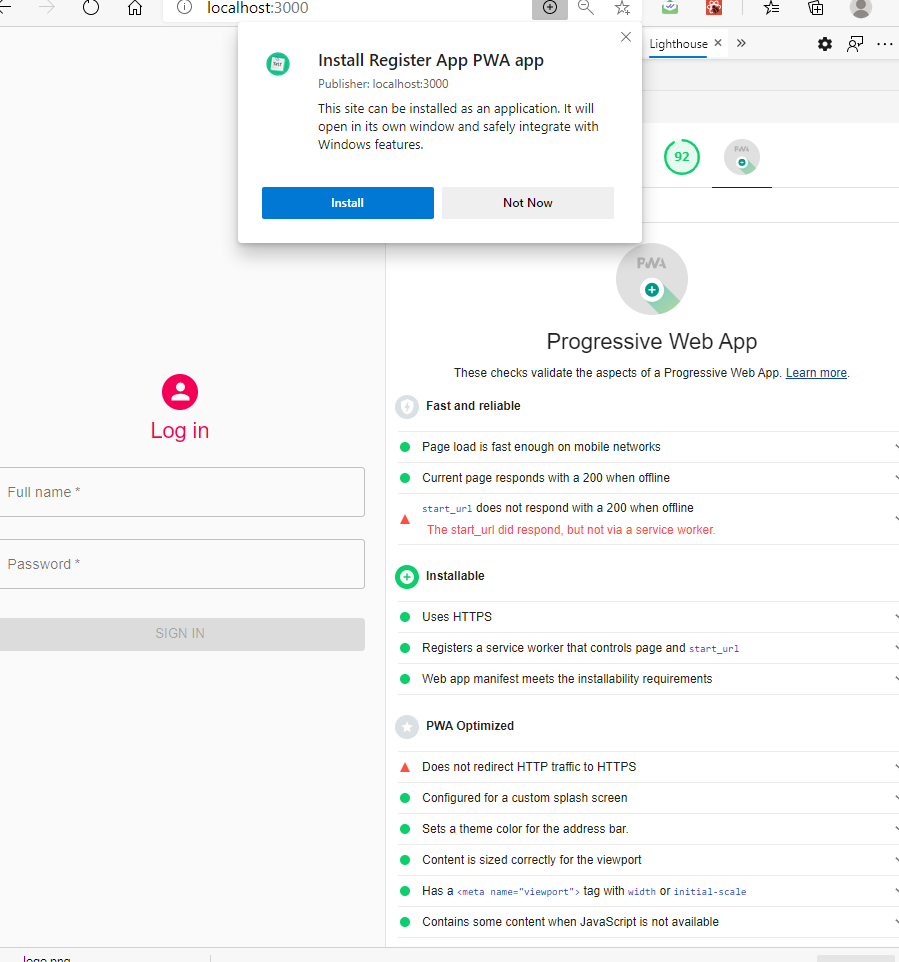 localhost:3000
Install Register App PWA app
Publisher: localhost:3000
This site can be installed as an application. It will
open in its own window and safely integrate with
Windows features.
Install
Not Now
Lighthouse
92
PWA
PWA
Progressive Web App
These checks validate the aspects of a Progressive Web App. Learn more.
Fast and reliable
Page load is fast enough on mobile networks
Current page responds with a 200 when offline
start_url does not respond with a 200 when offline
The start_url did respond, but not via a service worker.
Installable
Uses HTTPS
Registers a service worker that controls page and start_url
Web app manifest meets the installability requirements
PWA Optimized
Does not redirect HTTP traffic to HTTPS
Configured for a custom splash screen
Sets a theme color for the address bar.
Content is sized correctly for the viewport
Has a <meta name="viewport"> tag with width or initial-scale
Contains some content when JavaScript is not available
Log in
Full name *
Password *
SIGN IN
logo.png